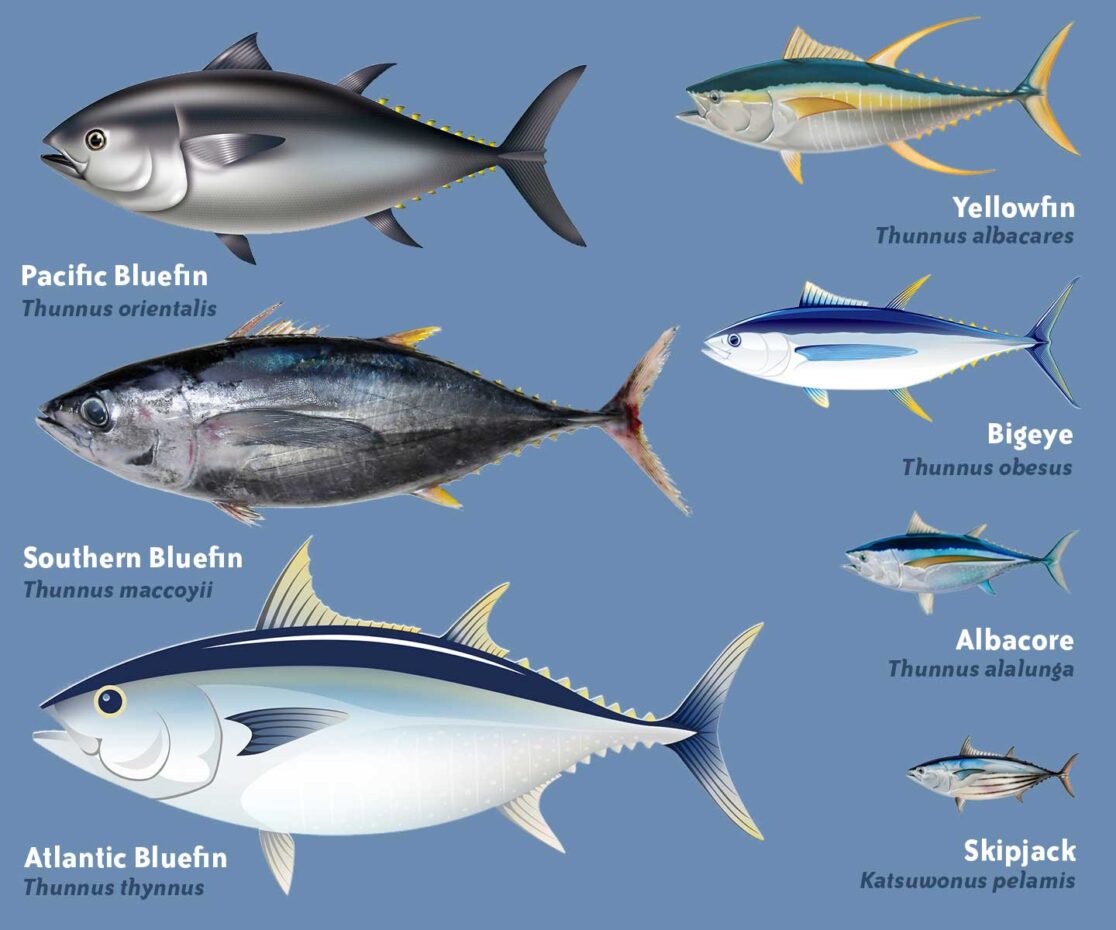 Pacific Bluefin
Thunnus orientalis
Southern Bluefin
Thunnus maccoyii
Atlantic Bluefin
Thunnus thynnus
Yellowfin
Thunnus albacares
Bigeye
Thunnus obesus
Albacore
Thunnus alalunga
Skipjack
Katsuwonus pelamis